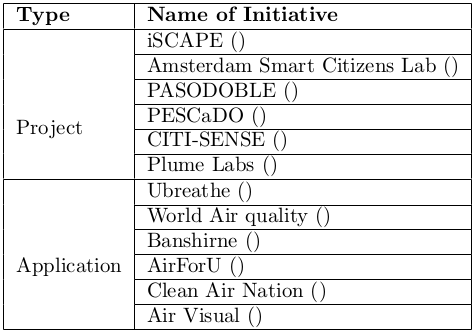 Type Name of Initiative
iSCAPE ()
Amsterdam Smart Citizens Lab ()
PASODOBLE ()
PESCaDO ()
Project
CITI-SENSE ()
Plume Labs ()
Ubreathe ()
World Air quality ()
Banshirne ()
Application AirForU ()
Clean Air Nation ()
Air Visual ()